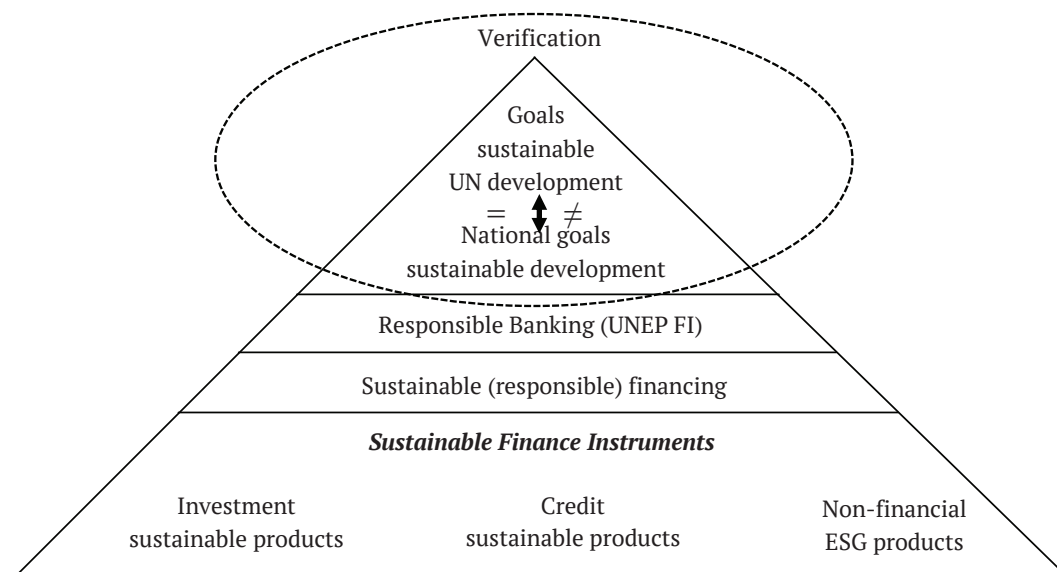 Verification
Goals
sustainable
UN development
= ≠
National goals
sustainable development
Responsible Banking (UNEP FI)
Sustainable (responsible) financing
Sustainable Finance Instruments
Investment
sustainable products
Credit
sustainable products
Non-financial
ESG products